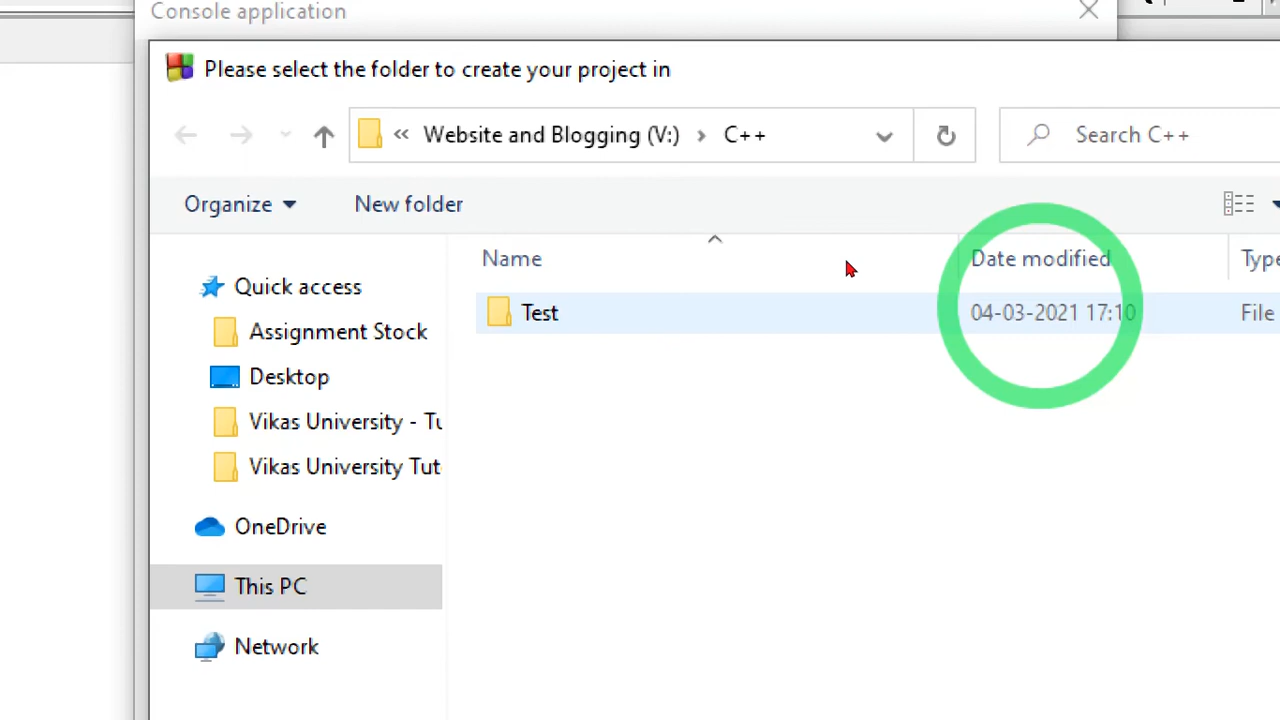 Console application
Please select the folder to create your project in
« Website and Blogging (V:) › C++
Search C++
Organize
New folder
Name
Date modified
Type
Quick access
Test
04-03-2021 17:10
File
Assignment Stock
Desktop
Vikas University - Tu
Vikas University Tut
OneDrive
This PC
Network